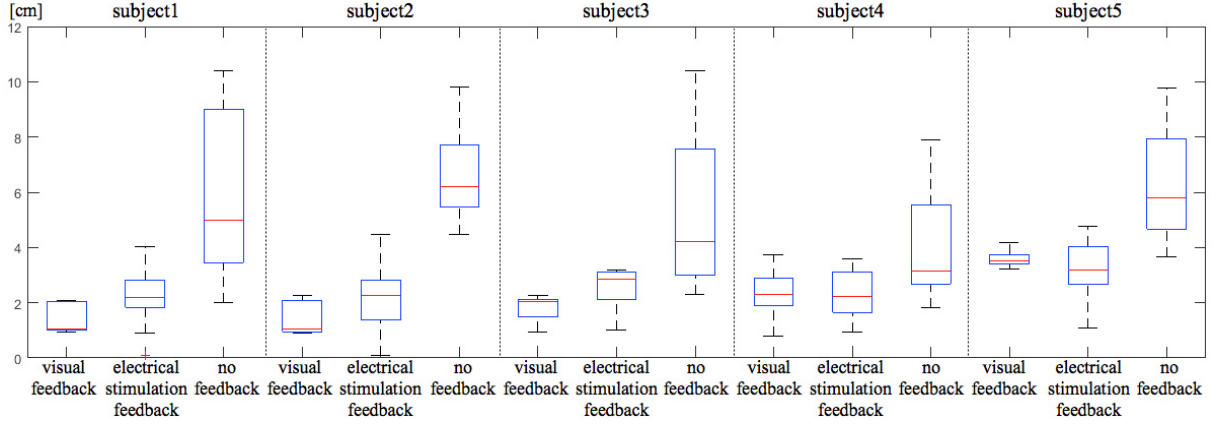 [cm] subject1 subject2 subject3 subject4 subject5
12
10
8
6
4
2
0
visual electrical no visual electrical no visual electrical no visual electrical no visual electrical no
feedback stimulation feedback feedback stimulation feedback feedback stimulation feedback feedback stimulation feedback feedback stimulation feedback
feedback feedback feedback feedback feedback